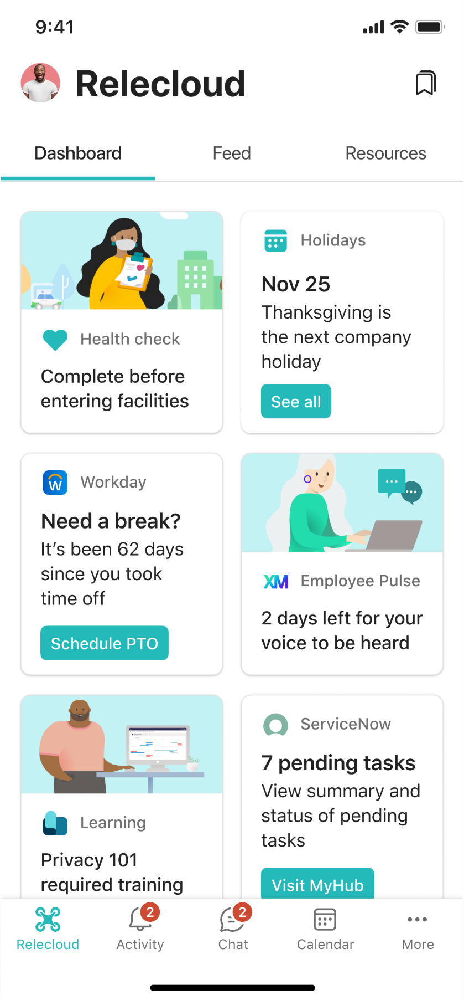 9:41
Relecloud
Dashboard
Feed
Resources
Health check
Complete before
entering facilities
Holidays
Nov 25
Thanksgiving is
the next company
holiday
See all
W
Workday
Need a break?
It’s been 62 days
since you took
time off
Schedule PTO
XM
Employee Pulse
2 days left for your
voice to be heard
Learning
Privacy 101
required training
ServiceNow
7 pending tasks
View summary and
status of pending
tasks
Visit MyHub
2
2
Relecloud
Activity
Chat
Calendar
More